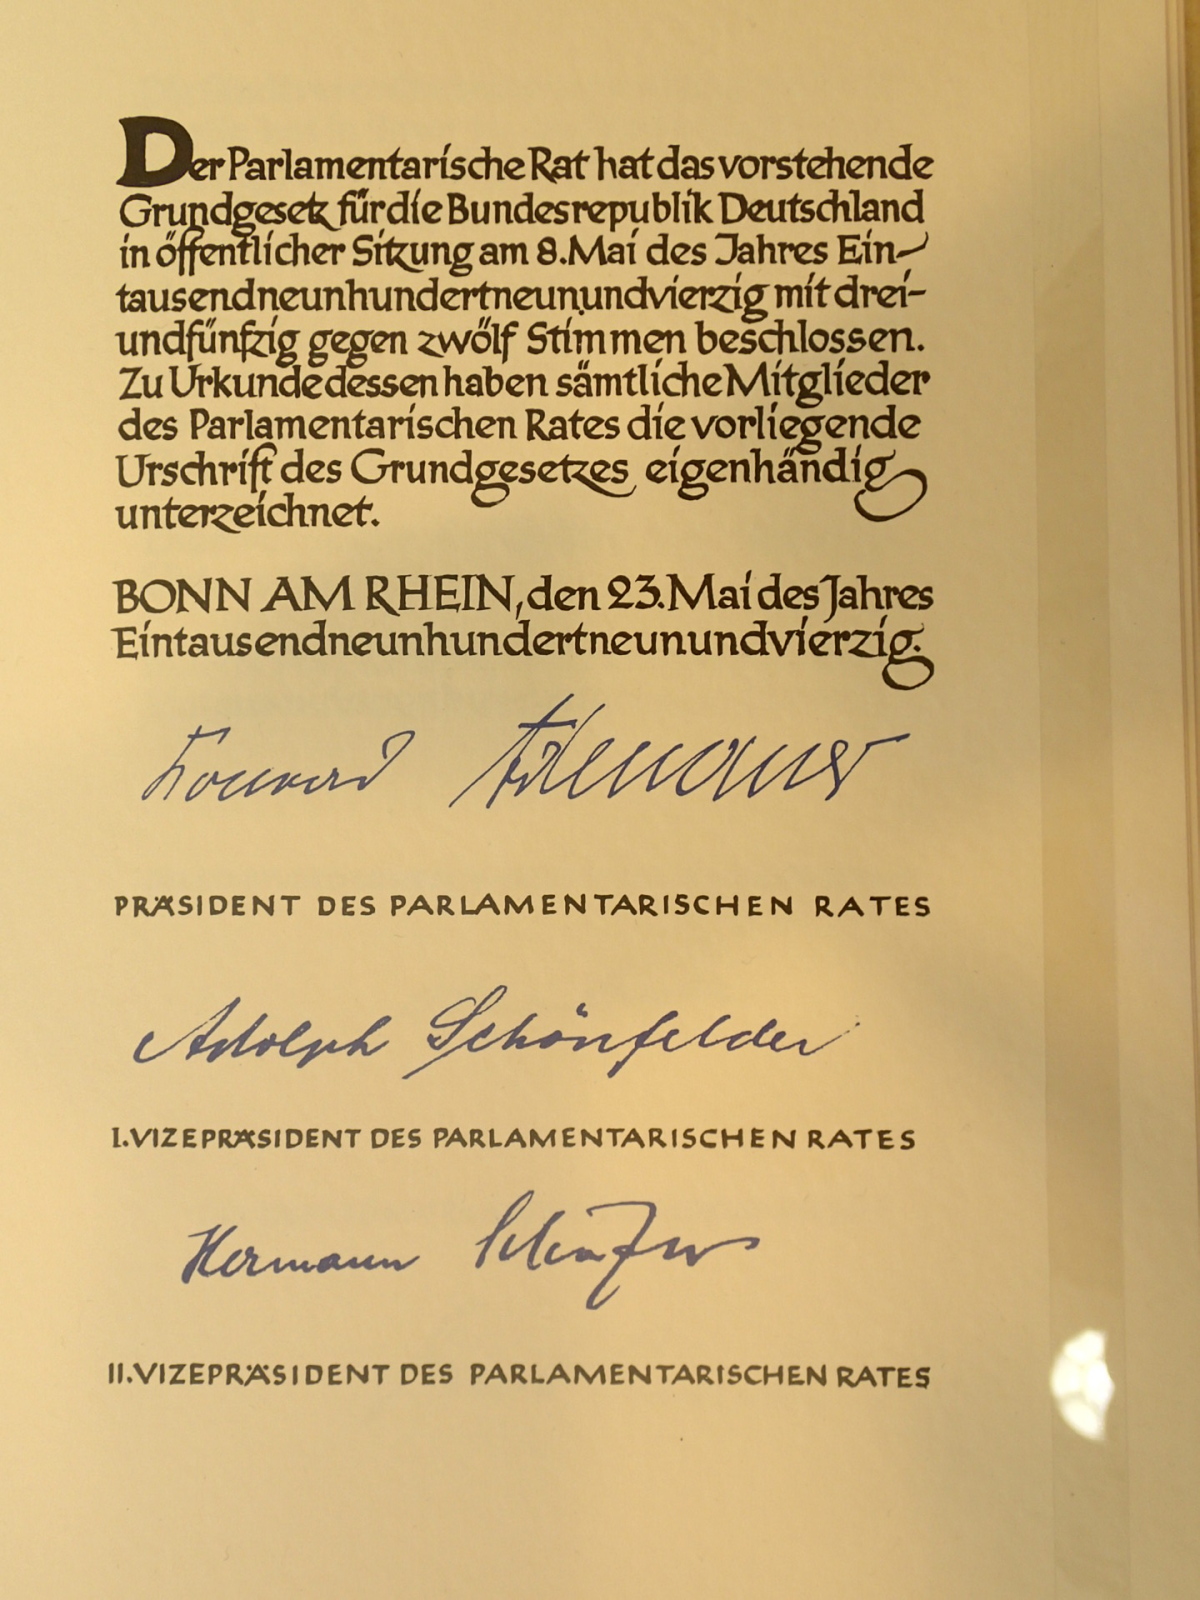 Der Parlamentarische Rat hat das vorstehende
Grundgesetz für die Bundesrepublik Deutschland
in öffentlicher Sitzung am 8. Mai des Jahres Ein-
tausendneunhundertneunundvierzig mit drei-
undfünfzig gegen zwölf Stimmen beschlossen.
Zu Urkunde dessen haben sämtliche Mitglieder
des Parlamentarischen Rates die vorliegende
Urschrift des Grundgesetzes eigenhändig
unterzeichnet.
BONN AM RHEIN, den 23. Mai des Jahres
Eintausendneunhundertneunundvierzig.
Konrad Adenauer
PRÄSIDENT DES PARLAMENTARISCHEN RATES
Adolph Schönfelder
I. VIZEPRÄSIDENT DES PARLAMENTARISCHEN RATES
Hermann Schäfer
II. VIZEPRÄSIDENT DES PARLAMENTARISCHEN RATES